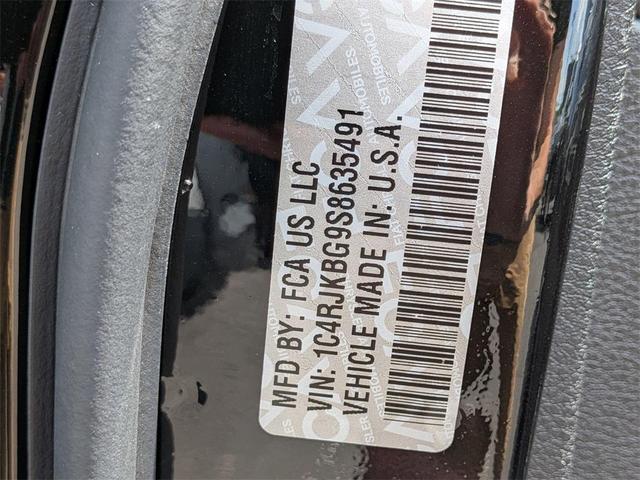 MFD BY: FCA US LLC
VIN: 1C4RJKBG9S8635491
VEHICLE MADE IN: U.S.A.